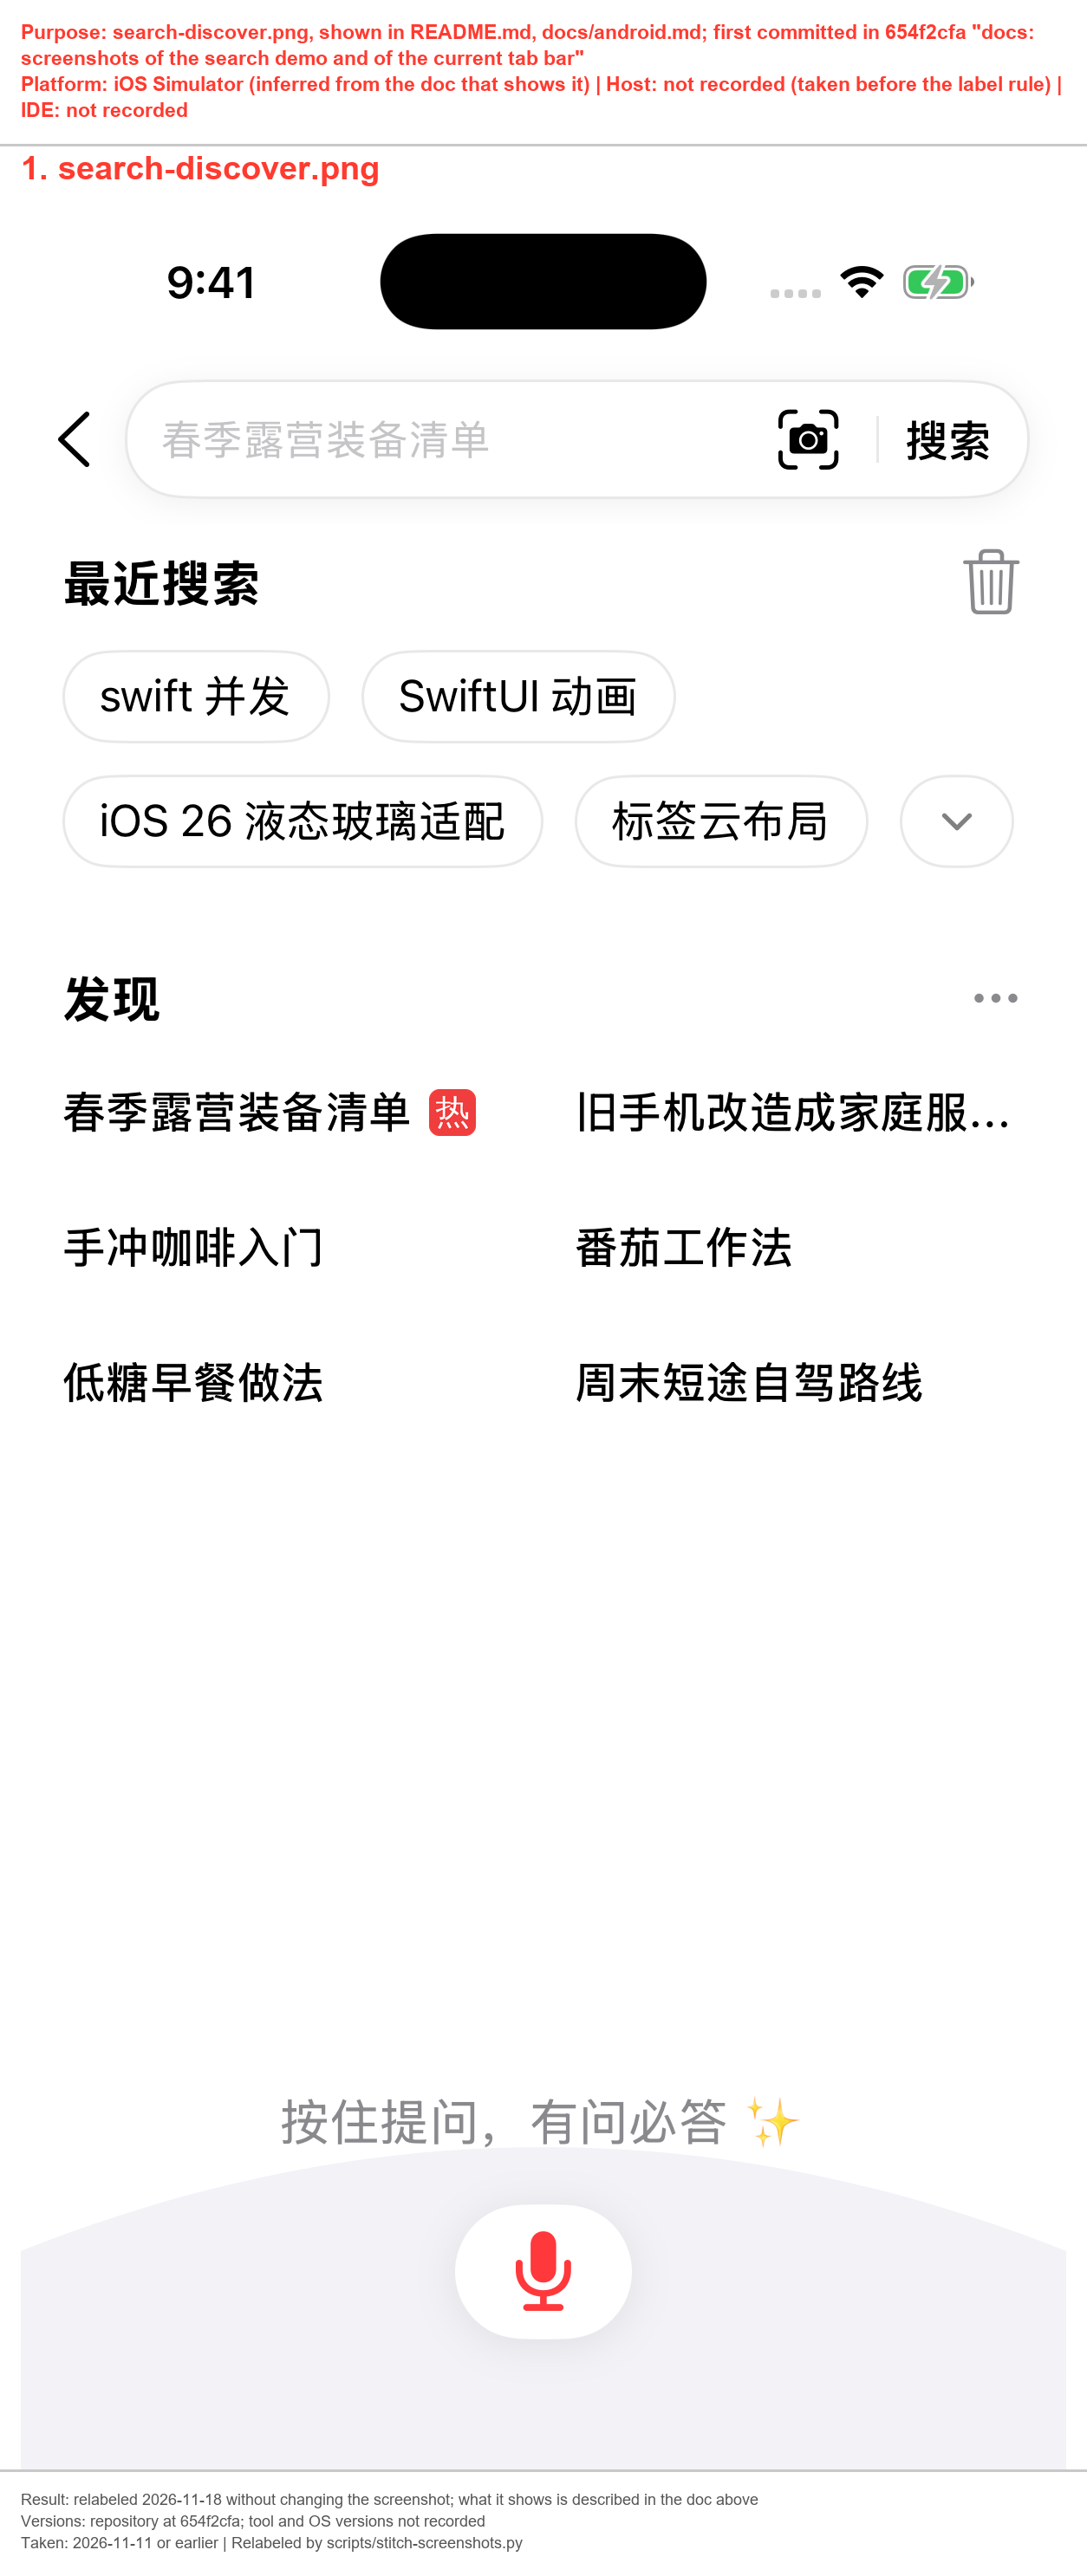 Purpose: search-discover.png, shown in README.md, docs/android.md; first committed in 654f2cfa "docs:
screenshots of the search demo and of the current tab bar"
Platform: iOS Simulator (inferred from the doc that shows it) | Host: not recorded (taken before the label rule) |
IDE: not recorded
1. search-discover.png
9:41
春季露营装备清单 搜索
最近搜索
swift 并发 SwiftUI 动画
iOS 26 液态玻璃适配 标签云布局
发现
春季露营装备清单 热 旧手机改造成家庭服...
手冲咖啡入门 番茄工作法
低糖早餐做法 周末短途自驾路线
按住提问，有问必答 ✨
Result: relabeled 2026-11-18 without changing the screenshot; what it shows is described in the doc above
Versions: repository at 654f2cfa; tool and OS versions not recorded
Taken: 2026-11-11 or earlier | Relabeled by scripts/stitch-screenshots.py